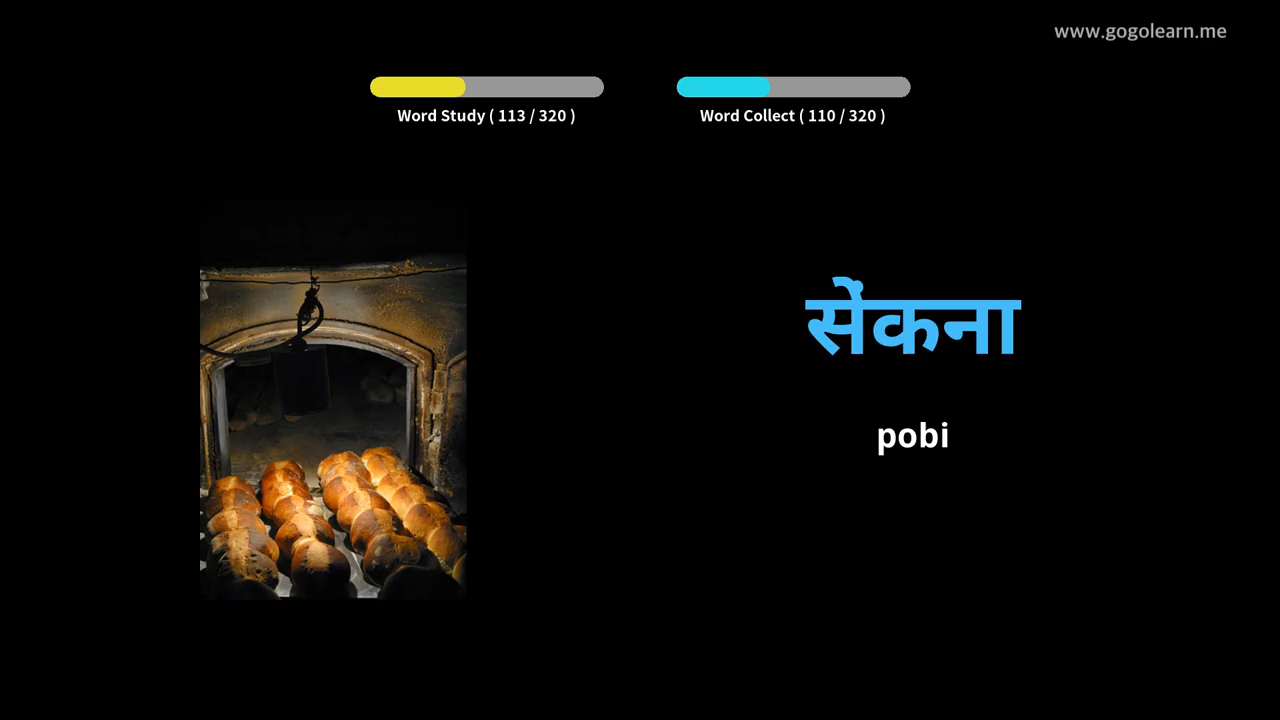 www.gogolearn.me
Word Study ( 113 / 320 )
Word Collect ( 110 / 320 )
सेंकना
pobi